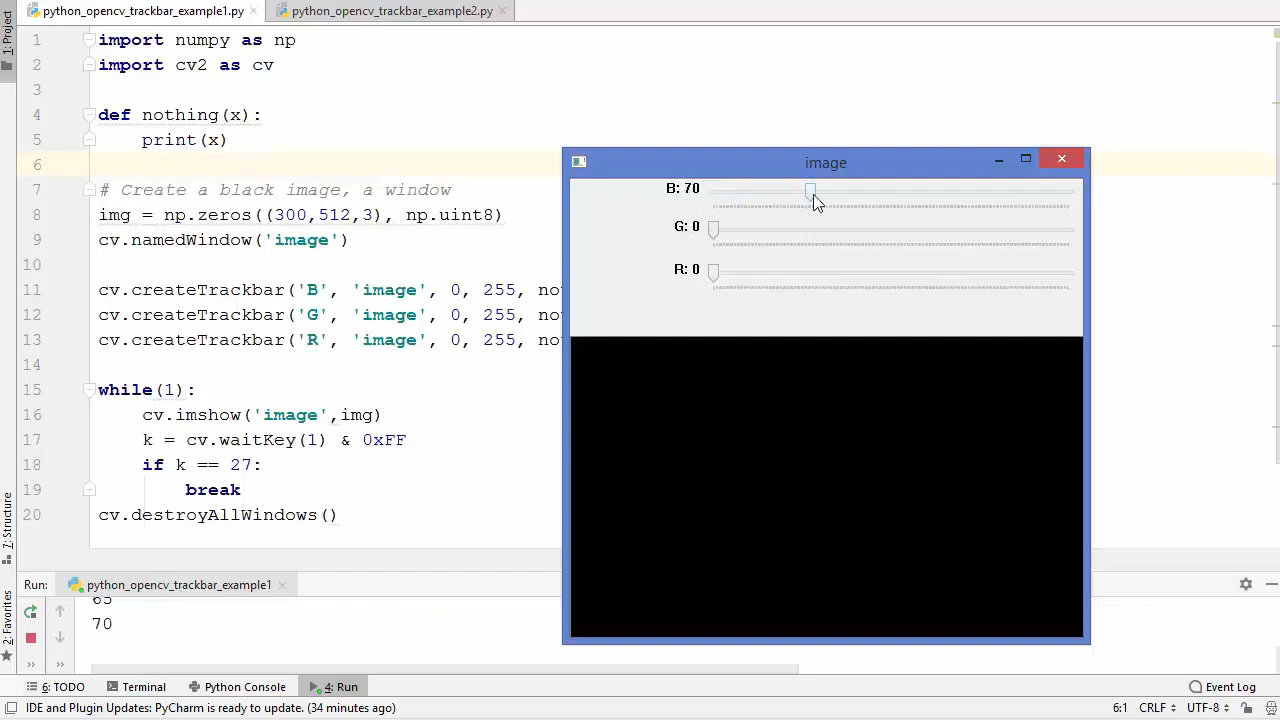 python_opencv_trackbar_example1.py
python_opencv_trackbar_example2.py
1: Project
1 import numpy as np
2 import cv2 as cv
3
4 def nothing(x):
5 print(x)
6
7 # Create a black image, a window
8 img = np.zeros((300,512,3), np.uint8)
9 cv.namedWindow('image')
10
11 cv.createTrackbar('B', 'image', 0, 255, no
12 cv.createTrackbar('G', 'image', 0, 255, no
13 cv.createTrackbar('R', 'image', 0, 255, no
14
15 while(1):
16 cv.imshow('image',img)
17 k = cv.waitKey(1) & 0xFF
18 if k == 27:
19 break
20 cv.destroyAllWindows()
image
B: 70
G: 0
R: 0
7: Structure
2: Favorites
Run: python_opencv_trackbar_example1
65
70
6: TODO Terminal Python Console 4: Run Event Log
IDE and Plugin Updates: PyCharm is ready to update. (34 minutes ago) 6:1 CRLF UTF-8